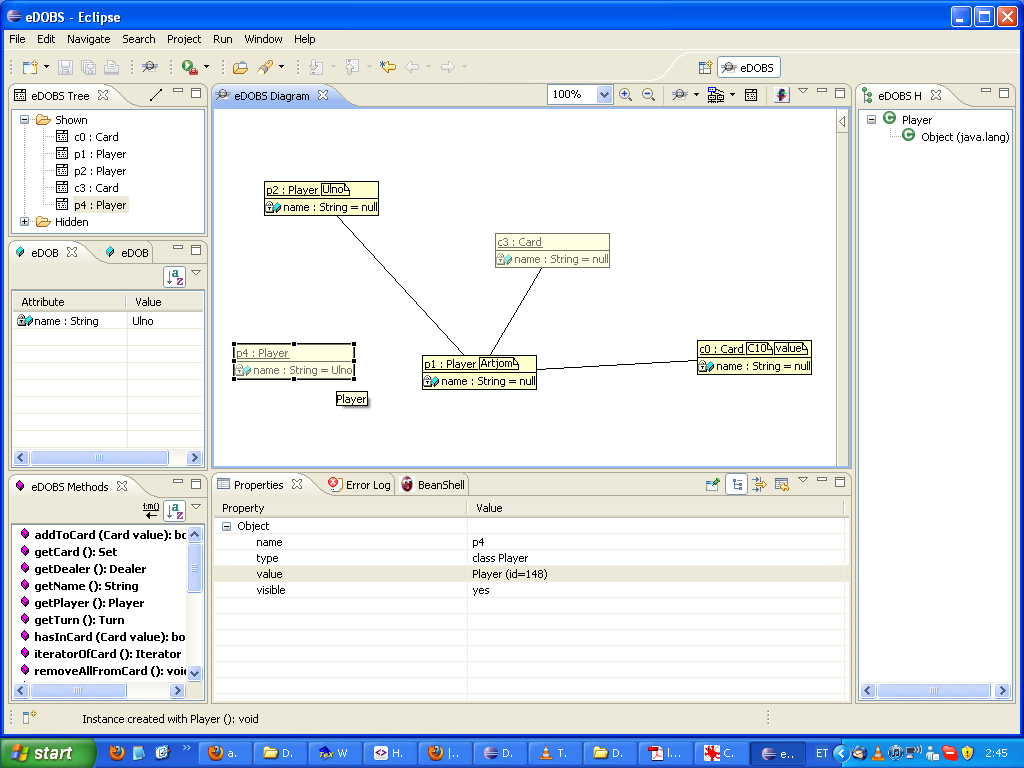 eDOBS - Eclipse
File Edit Navigate Search Project Run Window Help
eDOBS
eDOBS Tree
Shown
c0 : Card
p1 : Player
p2 : Player
c3 : Card
p4 : Player
Hidden
eDOB eDOB
Attribute Value
name : String Ulno
eDOBS Methods
addToCard (Card value): bo
getCard (): Set
getDealer (): Dealer
getName (): String
getPlayer (): Player
getTurn (): Turn
hasInCard (Card value): bo
iteratorOfCard (): Iterator
removeAllFromCard (): voi
eDOBS Diagram
100%
p2 : Player Ulno
name : String = null
c3 : Card
name : String = null
p4 : Player
name : String = Ulno
Player
p1 : Player Artjom
name : String = null
c0 : Card C10 value
name : String = null
Properties Error Log BeanShell
Property Value
Object
name p4
type class Player
value Player (id=148)
visible yes
eDOBS H
Player
Object (java.lang)
Instance created with Player (): void
start a. D. W H. |.. D. T. D. l... C. e.. ET 2:45